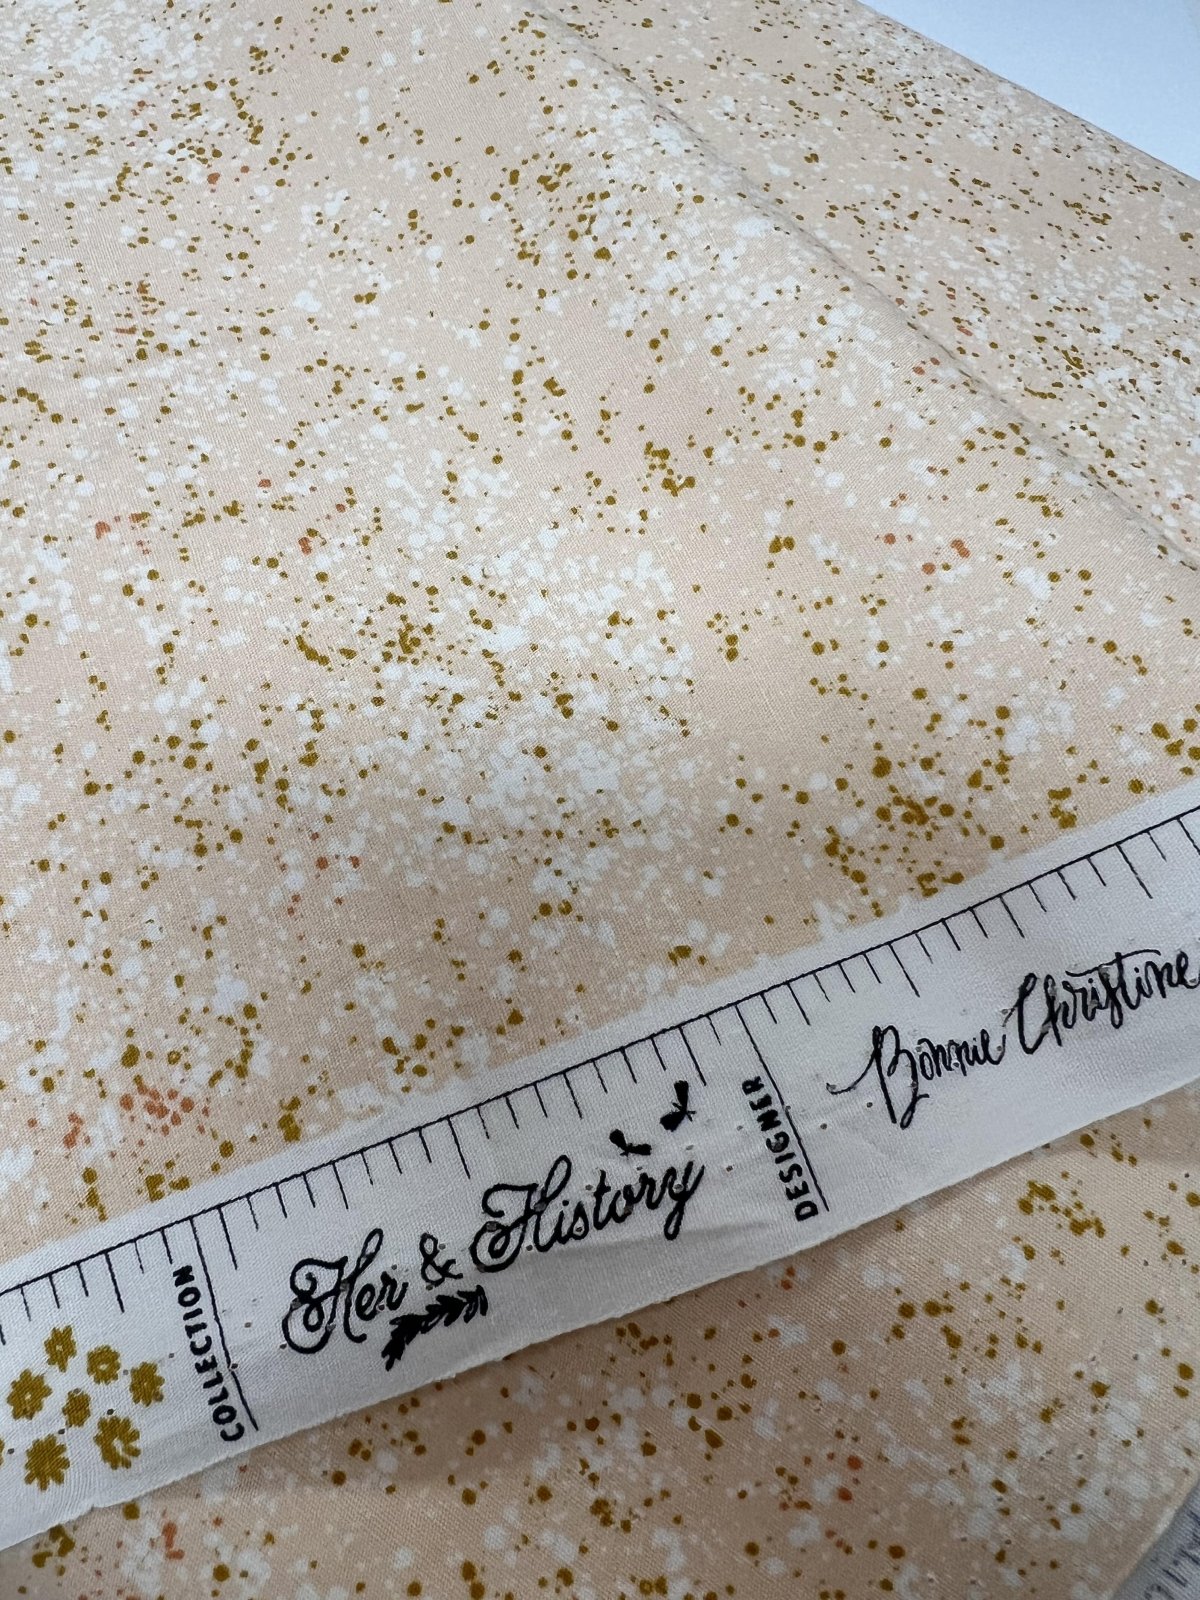 COLLECTION
Her & History
DESIGNER
Bonnie Christine